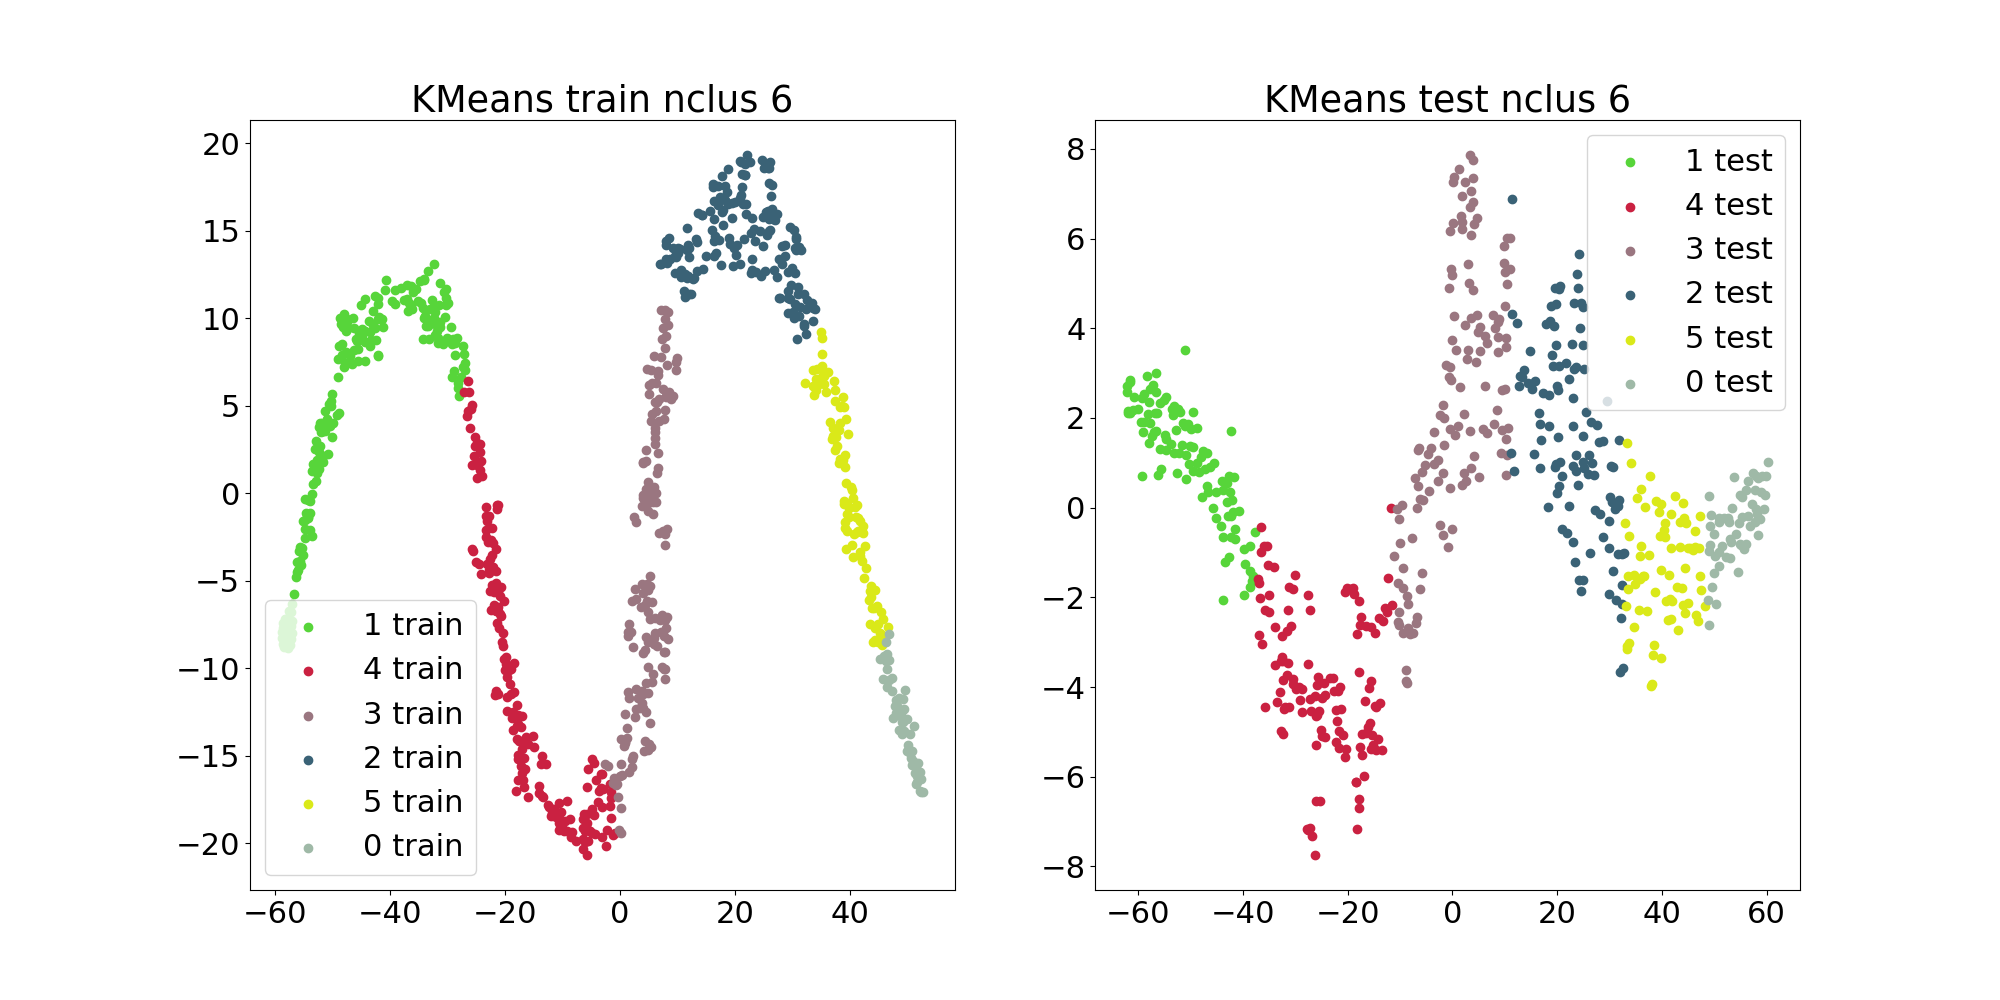 KMeans train nclus 6
20
15
10
5
0
−5
−10
−15
−20
1 train
4 train
3 train
2 train
5 train
0 train
−60
−40
−20
0
20
40
KMeans test nclus 6
8
6
4
2
0
−2
−4
−6
−8
1 test
4 test
3 test
2 test
5 test
0 test
−60
−40
−20
0
20
40
60